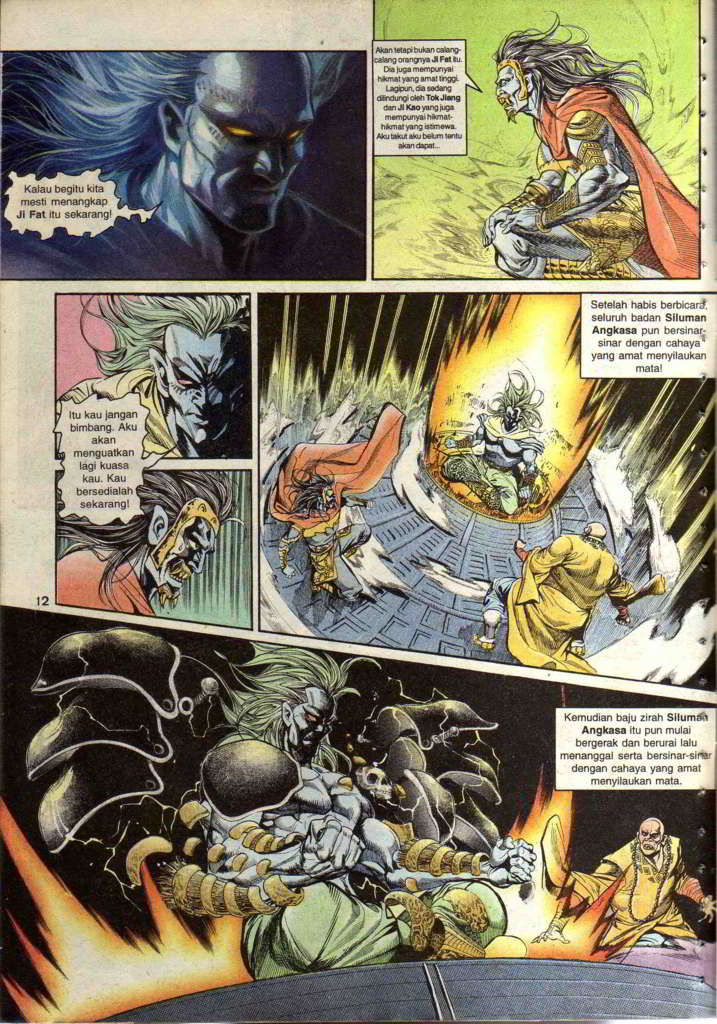 Kalau begitu kita
mesti menangkap
Ji Fat itu sekarang!
Akan tetapi bukan calang-
calang orangnya Ji Fat itu.
Dia juga mempunyai
hikmat yang amat tinggi.
Lagipun, dia sedang
dilindungi oleh Tok Jiang
dan Ji Kao yang juga
mempunyai hikmat-
hikmat yang istimewa.
Aku takut aku belum tentu
akan dapat...
Itu kau jangan
bimbang. Aku
akan
menguatkan
lagi kuasa
kau. Kau
bersedialah
sekarang!
Setelah habis berbicara,
seluruh badan Siluman
Angkasa pun bersinar-
sinar dengan cahaya
yang amat menyilaukan
mata!
12
Kemudian baju zirah Siluman
Angkasa itu pun mulai
bergerak dan berurai lalu
menanggai serta bersinar-sinar
dengan cahaya yang amat
menyilaukan mata.